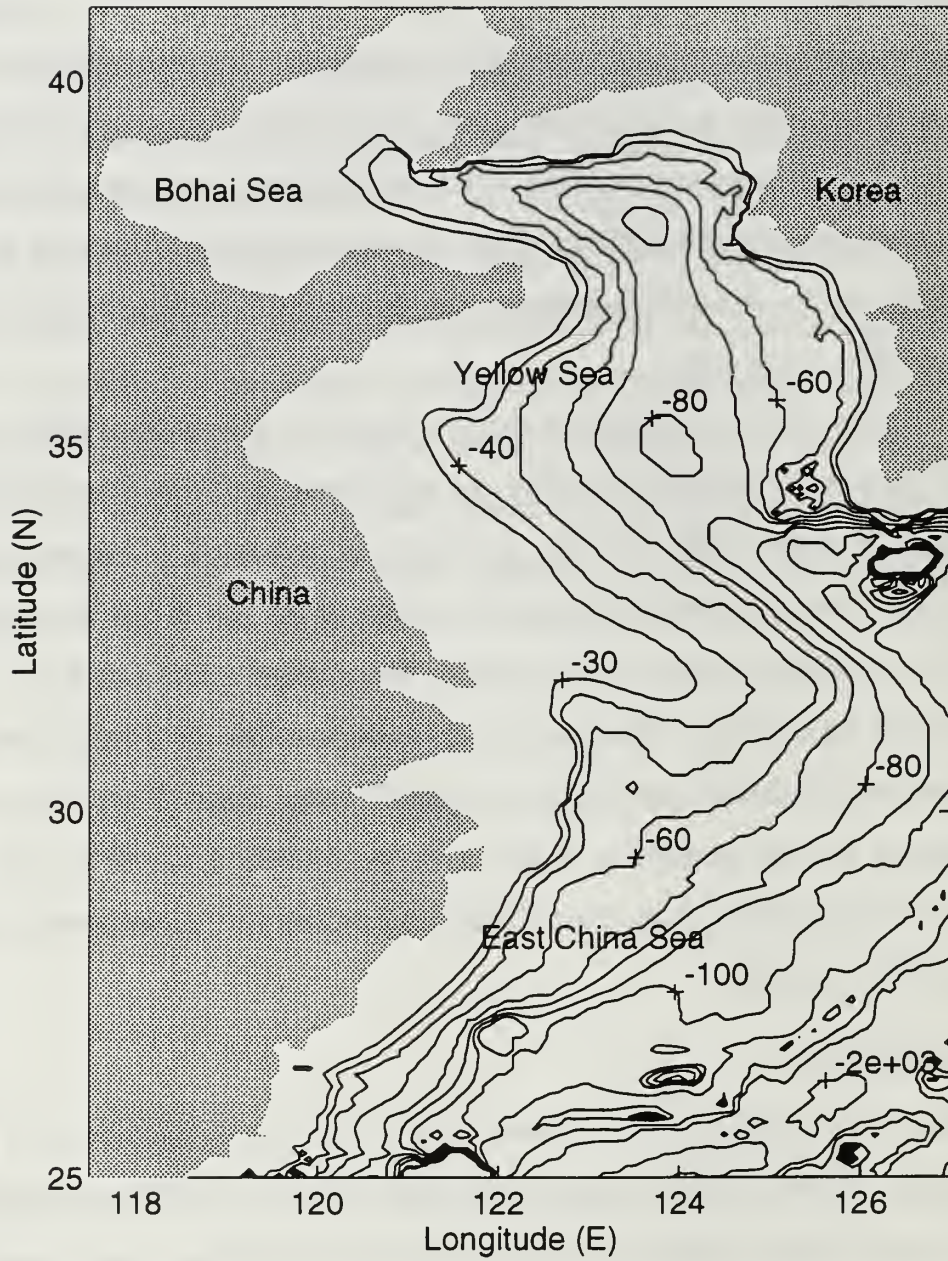 40
Bohai Sea
Korea
Yellow Sea
-80
-60
-40
35
Latitude (N)
China
-30
-80
30
-60
East China Sea
-100
-2e+03
25
118
120
122
124
126
Longitude (E)